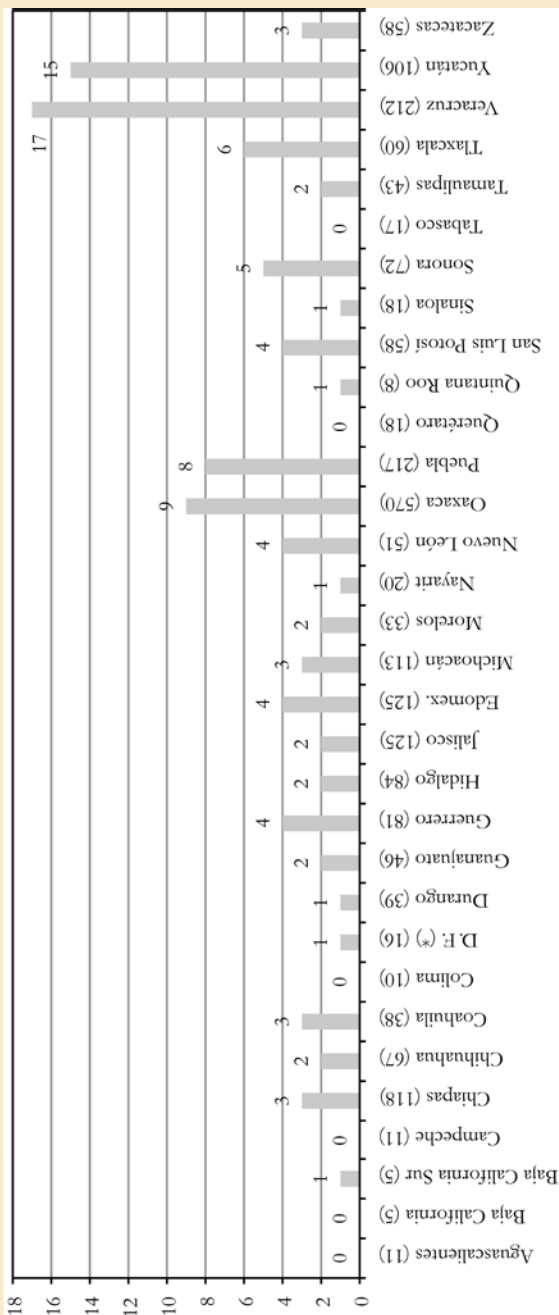 Zacatecas (58)
3
Yucatán (106)
15
Veracruz (212)
17
Tlaxcala (60)
6
Tamaulipas (43)
2
Tabasco (17)
0
Sonora (72)
5
Sinaloa (18)
1
San Luis Potosí (58)
4
Quintana Roo (8)
1
Querétaro (18)
0
Puebla (217)
8
Oaxaca (570)
9
Nuevo León (51)
4
Nayarit (20)
1
Morelos (33)
2
Michoacán (113)
3
Edomex. (125)
4
Jalisco (125)
2
Hidalgo (84)
2
Guerrero (81)
4
Guanajuato (46)
2
Durango (39)
1
D.F. (*) (16)
1
Colima (10)
0
Coahuila (38)
3
Chihuahua (67)
2
Chiapas (118)
3
Campeche (11)
0
Baja California Sur (5)
1
Baja California (5)
0
Aguascalientes (11)
0
18
16
14
12
10
8
6
4
2
0